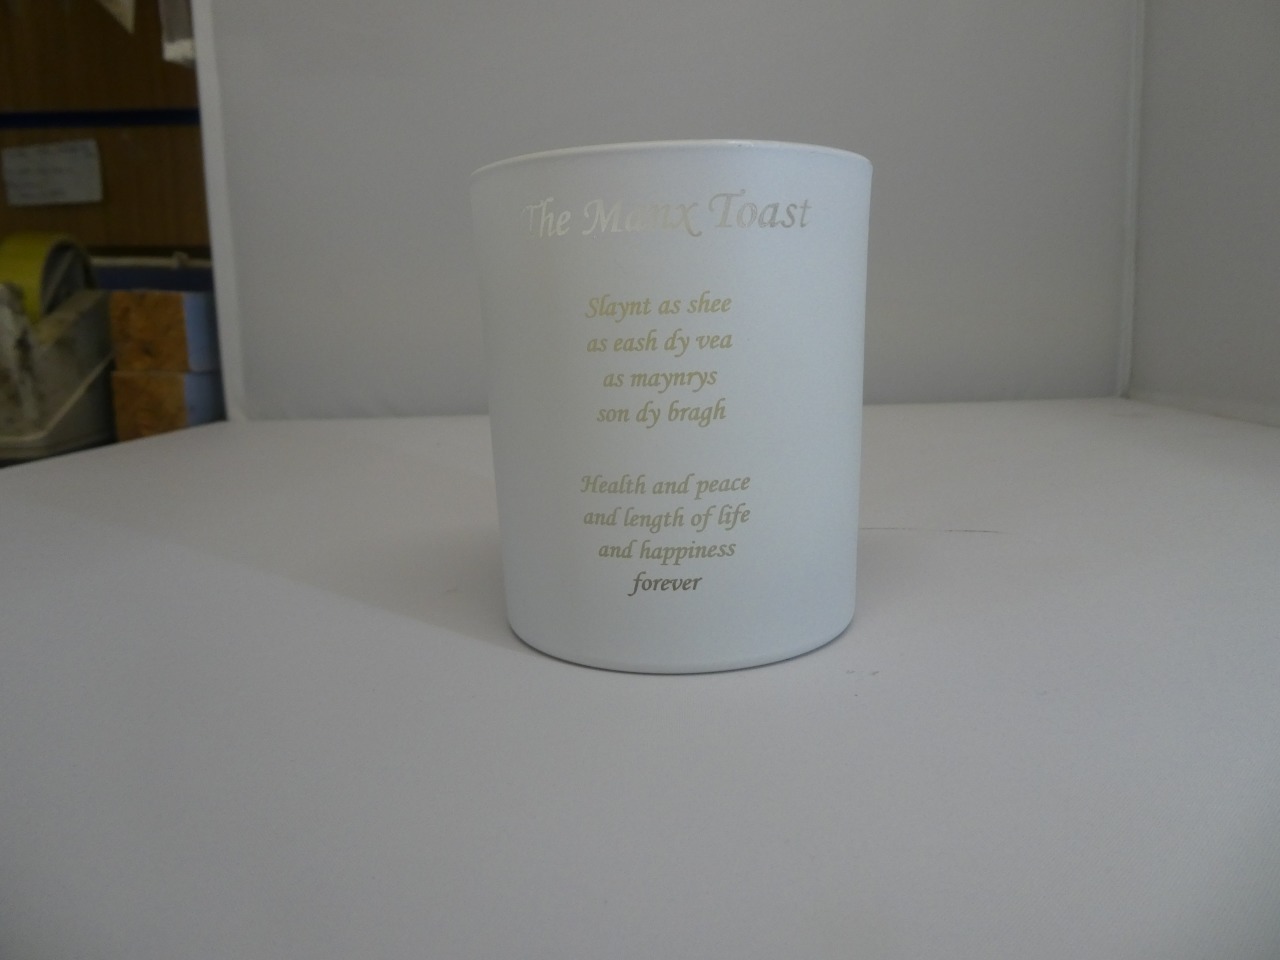 The Manx Toast
Slaynt as shee
as eash dy vea
as maynrys
son dy bragh
Health and peace
and length of life
and happiness
forever